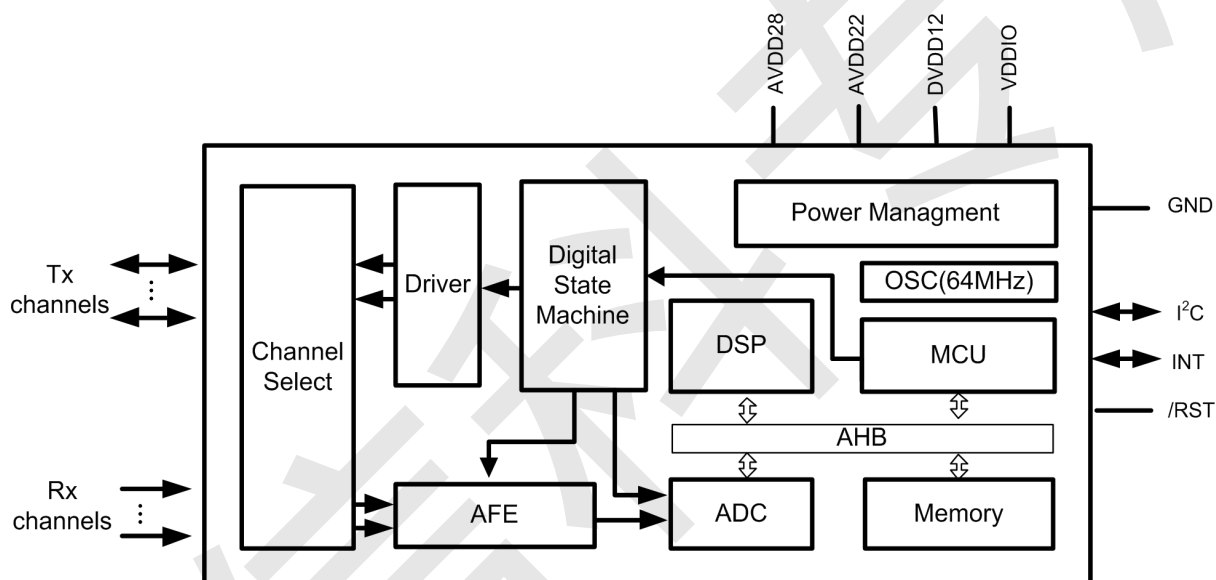 AVDD28
AVDD22
DVDD12
VDDIO
Power Managment
GND
OSC(64MHz)
Tx
channels
Channel
Select
Driver
Digital
State
Machine
DSP
MCU
I²C
INT
/RST
AHB
Rx
channels
AFE
ADC
Memory